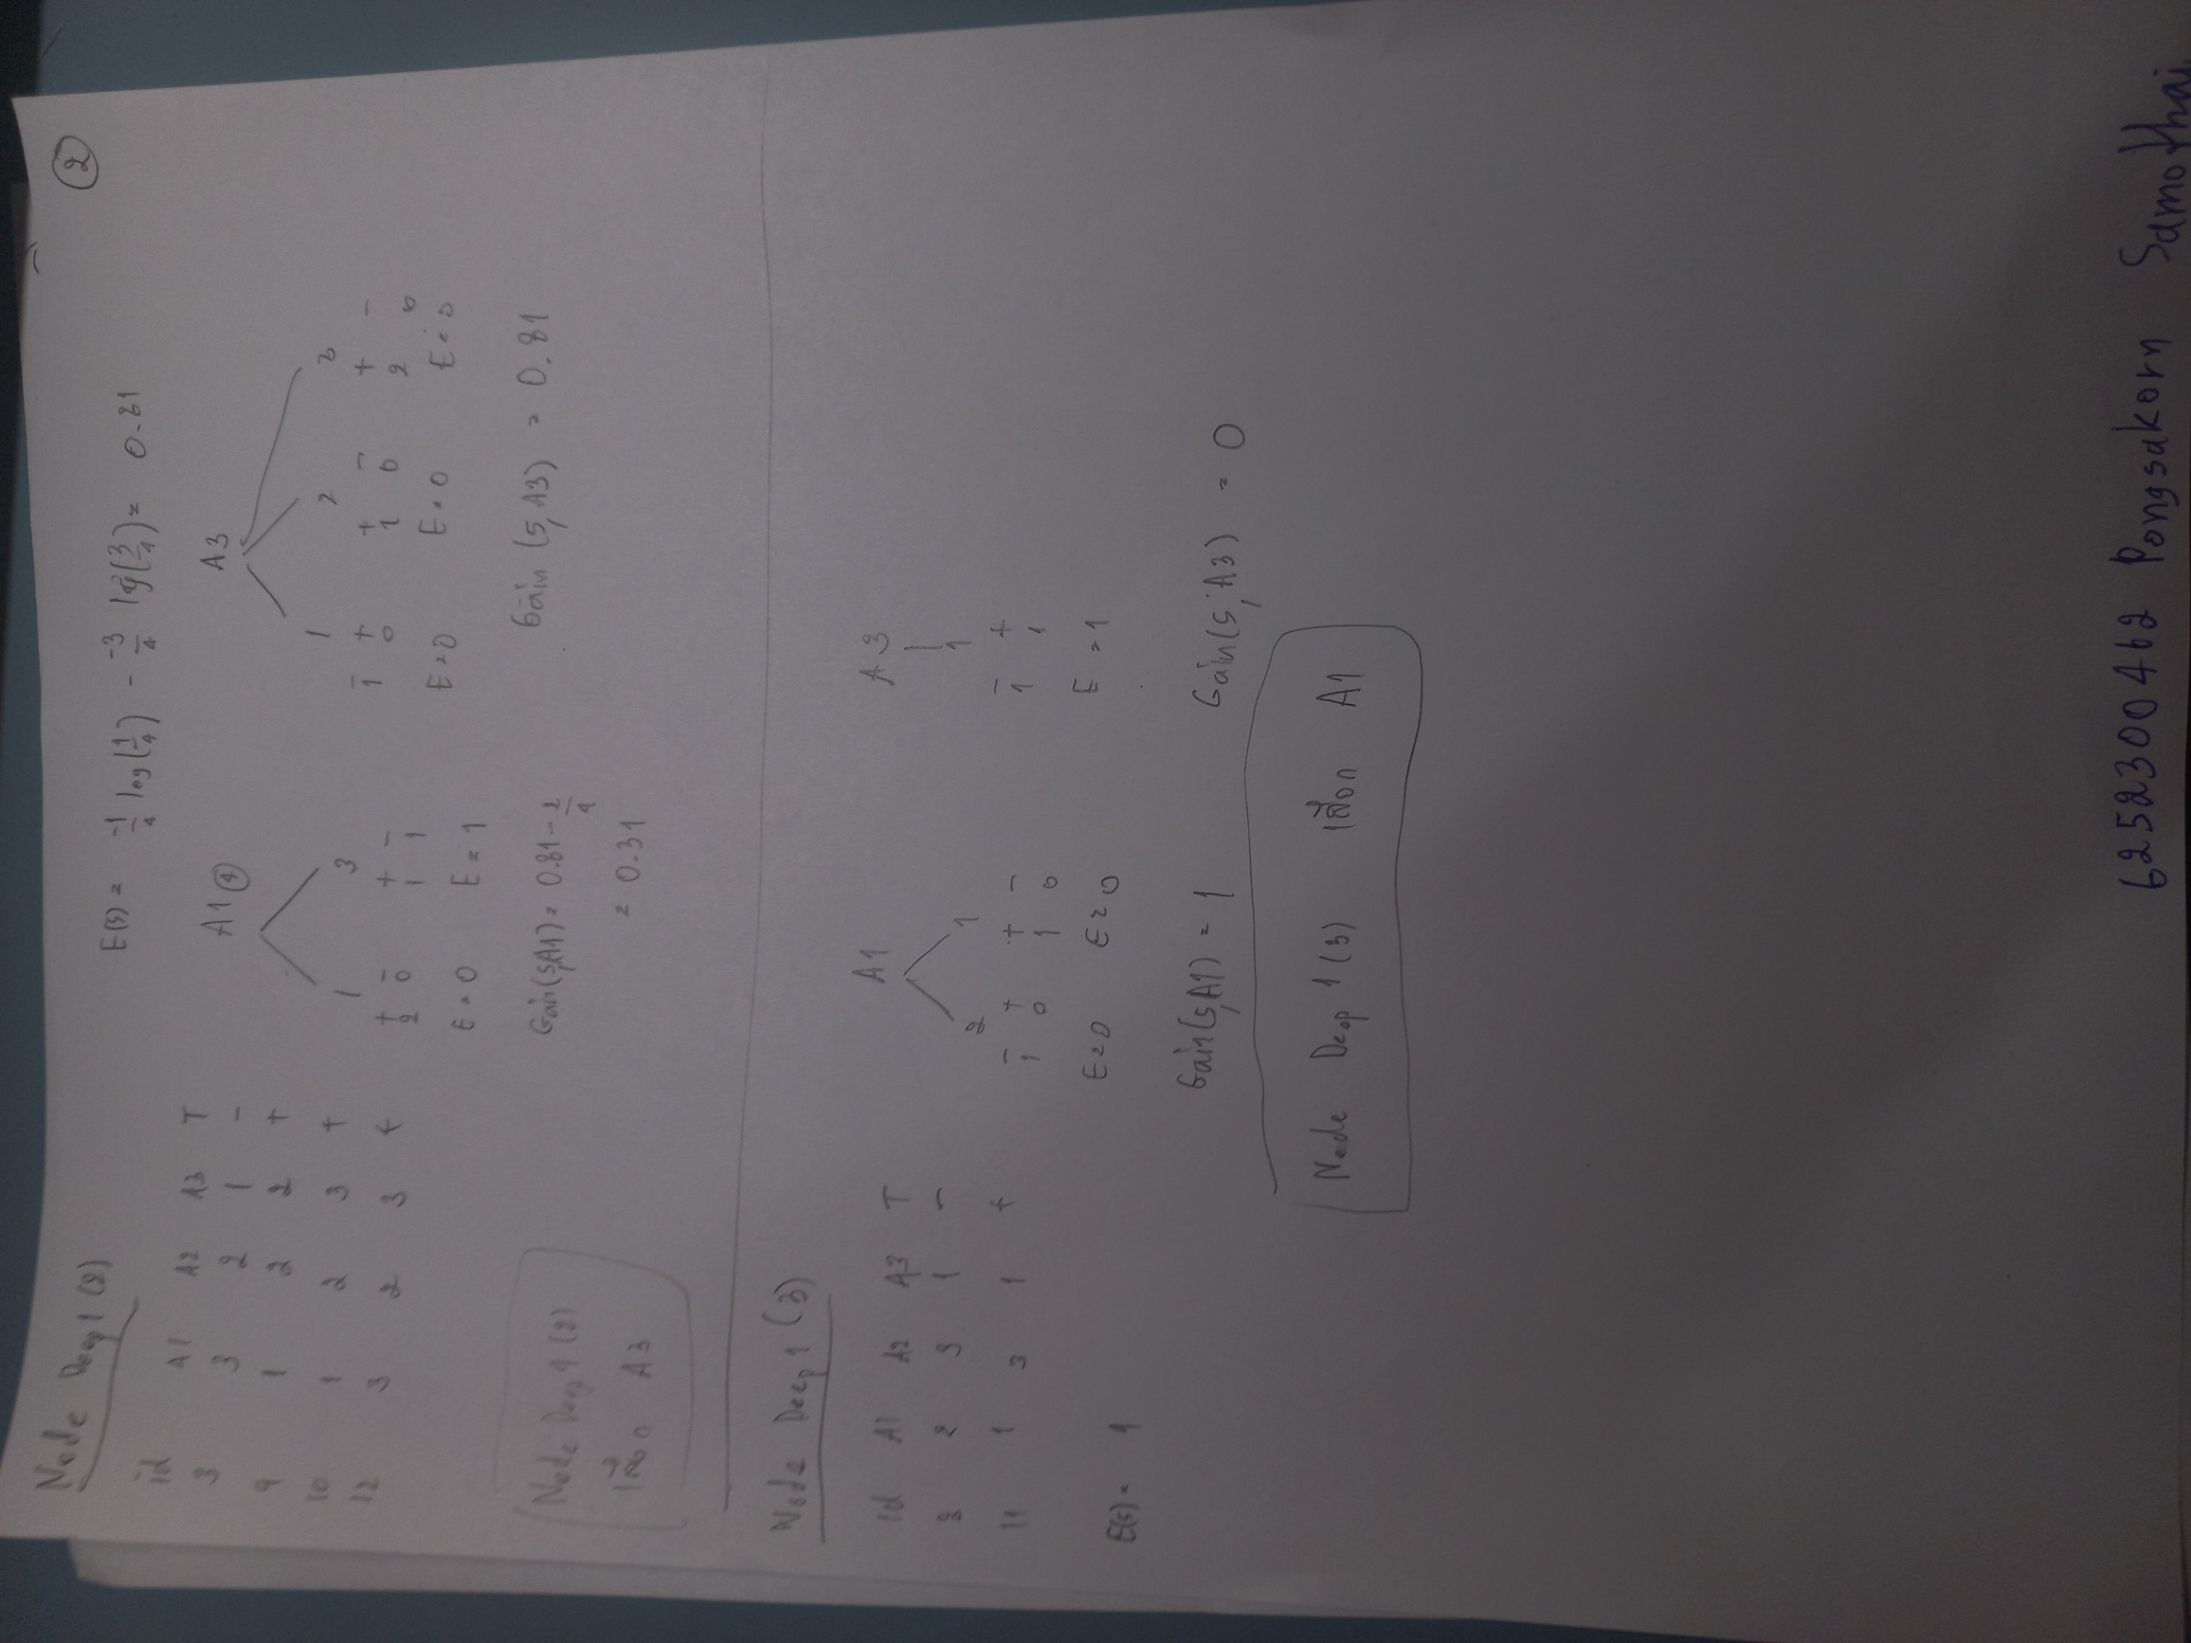 2
Node Deep 1 (2)
E(S) = -1/4 log(1/4) - -3/4 log(3/4) = 0.81
id A1 A2 A3 T
3 3 2 1 -
9 1 2 2 +
10 1 2 3 +
12 3 2 3 +
A1 4
1 3
+ - + -
2 0 1 1
E = 0 E = 1
Gain(S,A1) = 0.81 - 2/4
= 0.31
A3
1 2 3
- + + - + -
1 0 1 0 2 0
E = 0 E = 0 E = 0
Gain (S, A3) = 0.81
Node Deep 1 (2)
เลือก A3
Node Deep 1 (3)
id A1 A2 A3 T
8 2 3 1 -
11 1 3 1 +
E(S) = 1
A1
2 1
- + + -
1 0 1 0
E = 0 E = 0
Gain(S,A1) = 1
A3
1
- +
1 1
E = 1
Gain(S, A3) = 0
Node Deep 1 (3) เลือก A1
6252300462 Pongsakorn Samothai